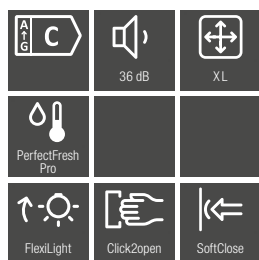 A
G
C
36 dB
XL
PerfectFresh
Pro
FlexiLight
Click2open
SoftClose